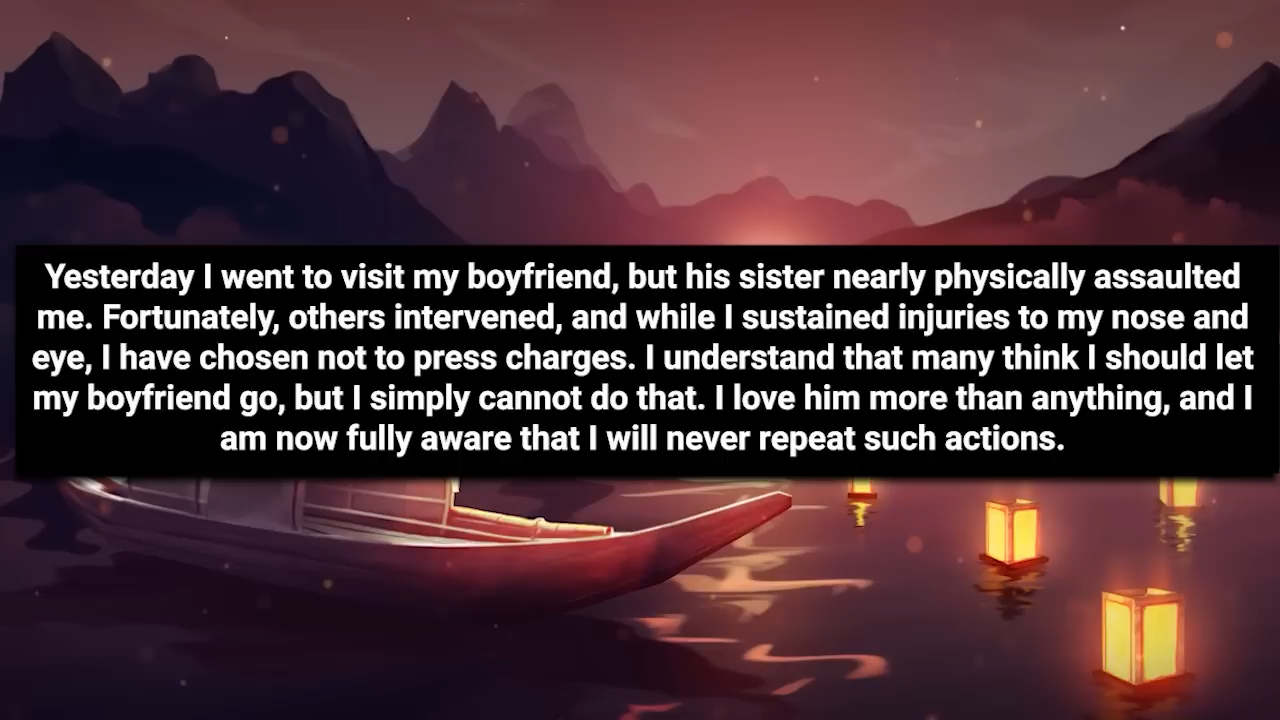 Yesterday I went to visit my boyfriend, but his sister nearly physically assaulted
me. Fortunately, others intervened, and while I sustained injuries to my nose and
eye, I have chosen not to press charges. I understand that many think I should let
my boyfriend go, but I simply cannot do that. I love him more than anything, and I
am now fully aware that I will never repeat such actions.